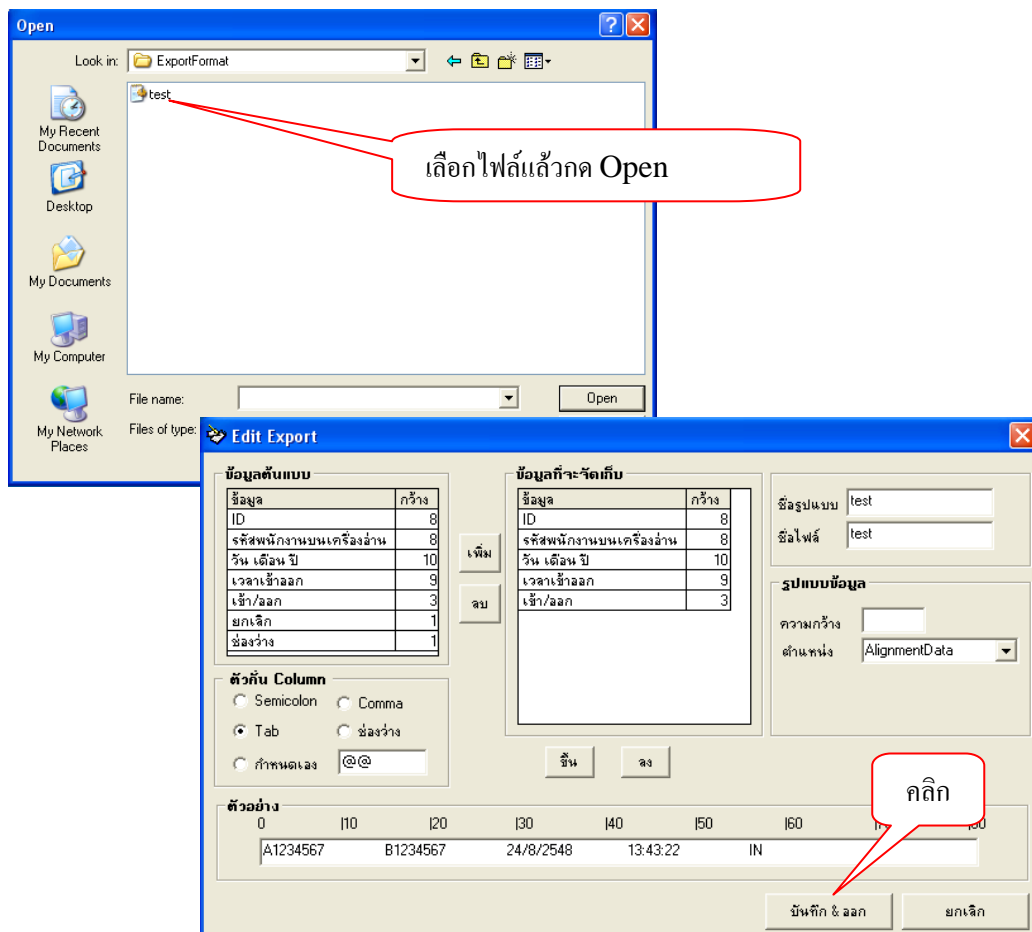 Open
Look in: ExportFormat
test
My Recent Documents
Desktop
My Documents
My Computer
My Network Places
เลือกไฟล์แล้วกด Open
File name:
Open
Files of type:
Edit Export
ข้อมูลต้นแบบ
ข้อมูล กว้าง
ID 8
รหัสพนักงานบนเครื่องอ่าน 8
วัน เดือน ปี 10
เวลาเข้าออก 9
เข้า/ออก 3
ยกเลิก 1
ช่องว่าง 1
เพิ่ม
ลบ
ข้อมูลที่จะจัดเก็บ
ข้อมูล กว้าง
ID 8
รหัสพนักงานบนเครื่องอ่าน 8
วัน เดือน ปี 10
เวลาเข้าออก 9
เข้า/ออก 3
ชื่อรูปแบบ test
ชื่อไฟล์ test
รูปแบบข้อมูล
ความกว้าง
ตำแหน่ง AlignmentData
ตัวกั้น Column
Semicolon Comma
Tab ช่องว่าง
กำหนดเอง @@
ขึ้น ลง
คลิก
ตัวอย่าง
0 |10 |20 |30 |40 |50 |60
A1234567 B1234567 24/8/2548 13:43:22 IN
บันทึก & ออก ยกเลิก